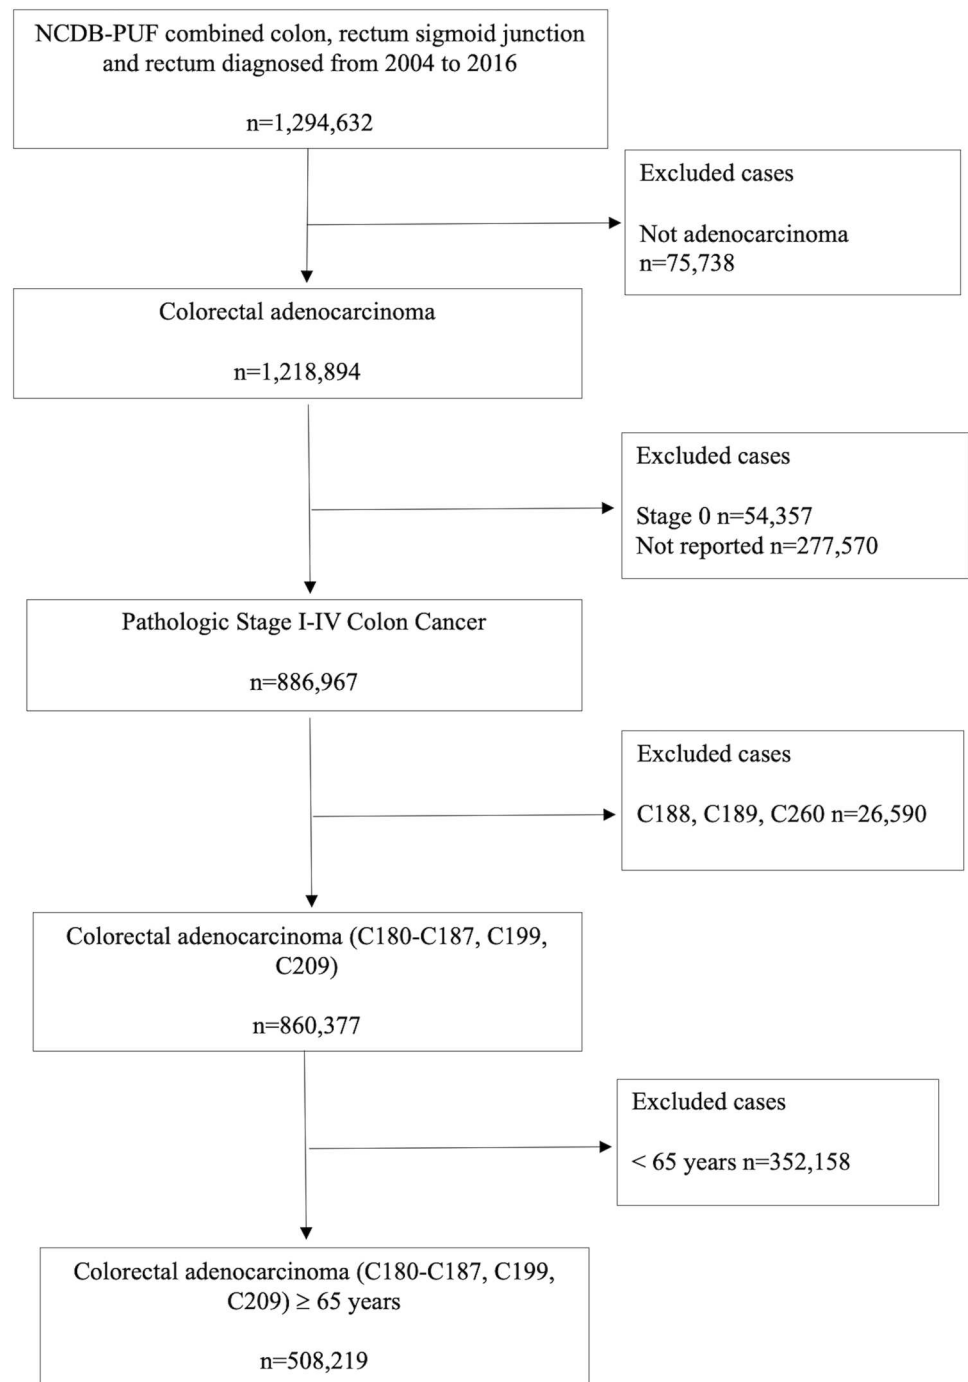 NCDB-PUF combined colon, rectum sigmoid junction
and rectum diagnosed from 2004 to 2016
n=1,294,632
Excluded cases
Not adenocarcinoma
n=75,738
Colorectal adenocarcinoma
n=1,218,894
Excluded cases
Stage 0 n=54,357
Not reported n=277,570
Pathologic Stage I-IV Colon Cancer
n=886,967
Excluded cases
C188, C189, C260 n=26,590
Colorectal adenocarcinoma (C180-C187, C199,
C209)
n=860,377
Excluded cases
< 65 years n=352,158
Colorectal adenocarcinoma (C180-C187, C199,
C209) ≥ 65 years
n=508,219